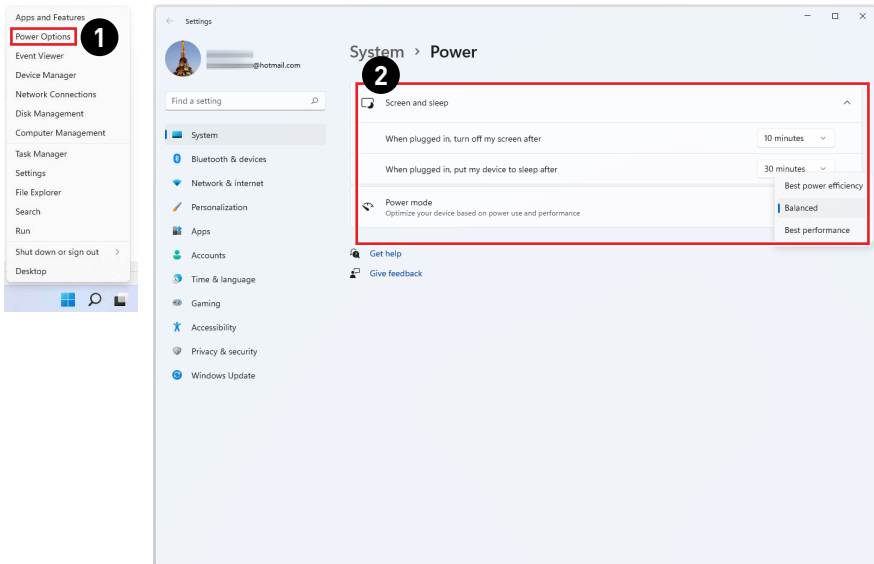 Apps and Features
Power Options
1
Event Viewer
Device Manager
Network Connections
Disk Management
Computer Management
Task Manager
Settings
File Explorer
Search
Run
Shut down or sign out
Desktop
Settings
@hotmail.com
Find a setting
System
Bluetooth & devices
Network & internet
Personalization
Apps
Accounts
Time & language
Gaming
Accessibility
Privacy & security
Windows Update
System > Power
2
Screen and sleep
When plugged in, turn off my screen after 10 minutes
When plugged in, put my device to sleep after 30 minutes
Power mode
Optimize your device based on power use and performance
Best power efficiency
Balanced
Best performance
Get help
Give feedback